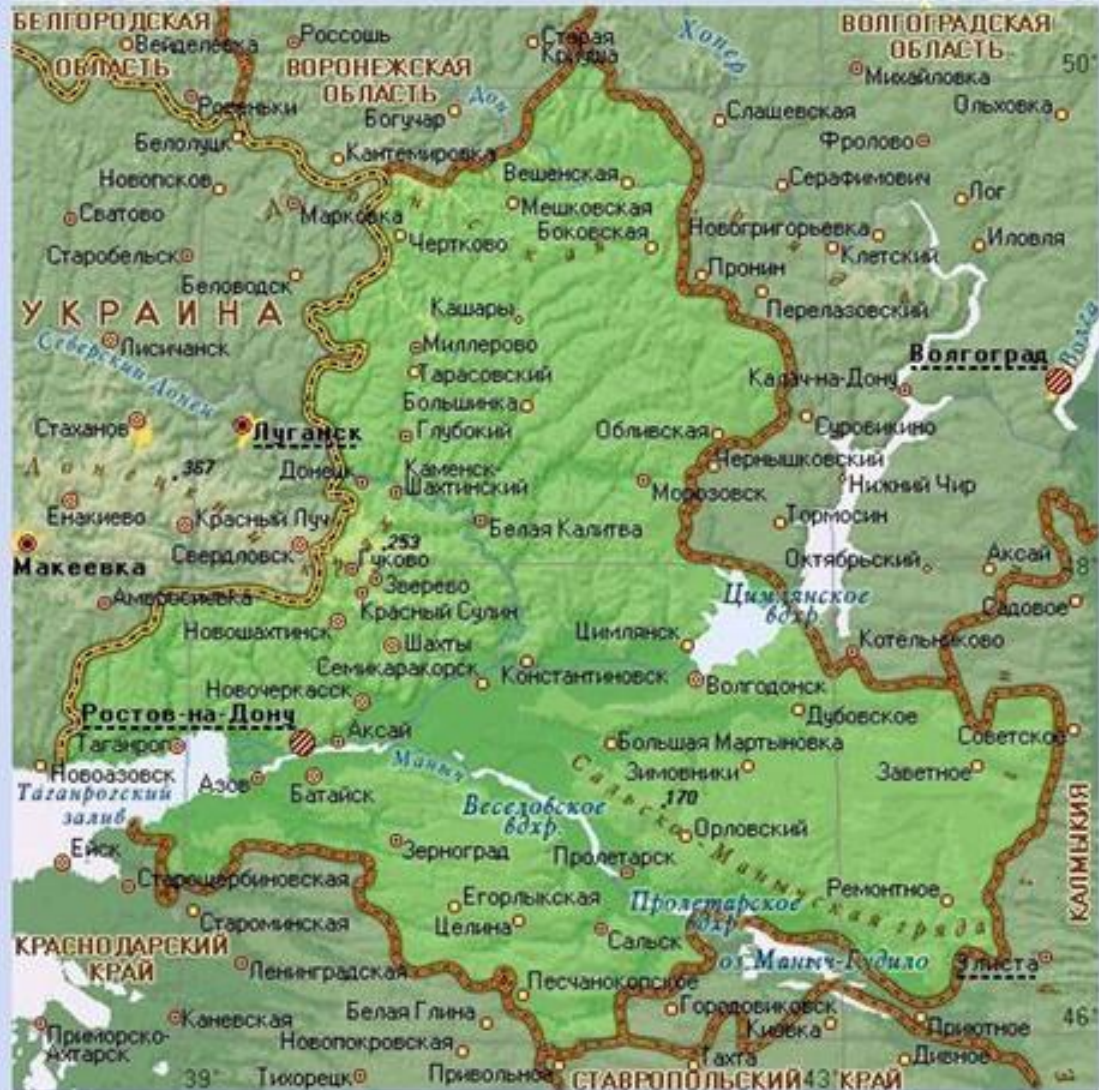 БЕЛГОРОДСКАЯ
ОБЛАСТЬ
Вейделевка
Россошь
ВОРОНЕЖСКАЯ
ОБЛАСТЬ
Старая
Криуша
Хопер
ВОЛГОГРАДСКАЯ
ОБЛАСТЬ
50°
Михайловка
Ровеньки
Богучар
Дон
Слащевская
Ольховка
Белолуцк
Фролово
Кантемировка
Новопсков
Вешенская
Серафимович
Лог
Сватово
Марковка
Мешковская
Чертково
Боковская
Новогригорьевка
Клетский
Иловля
Старобельск
Беловодск
Пронин
Перелазовский
УКРАИНА
Кашары
Северский Донец
Лисичанск
Миллерово
Волгоград
Волга
Тарасовский
Калач-на-Дону
Большинка
Стаханов
Луганск
Глубокий
Обливская
Суровикино
Чернышковский
.367
Донецк
Каменск-
Шахтинский
Морозовск
Нижний Чир
Енакиево
Красный Луч
Белая Калитва
Тормосин
Свердловск
.253
Гуково
Макеевка
Зверево
Октябрьский
Аксай
48°
Амвросиевка
Красный Сулин
Цимлянское
вдхр.
Садовое
Новошахтинск
Шахты
Цимлянск
Котельниково
Семикаракорск
Константиновск
Волгодонск
Новочеркасск
Дубовское
Ростов-на-Дону
Таганрог
Аксай
Большая Мартыновка
Советское
Новоазовск
Азов
Батайск
Маныч
Зимовники
Заветное
Таганрогский
залив
Веселовское
вдхр.
.170
Сальско-Манычская гряда
Орловский
Ейск
Зерноград
Пролетарск
КАЛМЫКИЯ
Старощербиновская
Егорлыкская
Пролетарское
вдхр
Ремонтное
Староминская
Целина
Сальск
КРАСНОДАРСКИЙ
КРАЙ
Ленинградская
Песчанокопское
оз Маныч-Гудило
Элиста
Каневская
Белая Глина
Городовиковск
Киовка
Приютное
46°
Приморско-
Ахтарск
Новопокровская
39°
Тихорецк
Привольное
Тахта
Дивное
СТАВРОПОЛЬСКИЙ
43°
КРАЙ